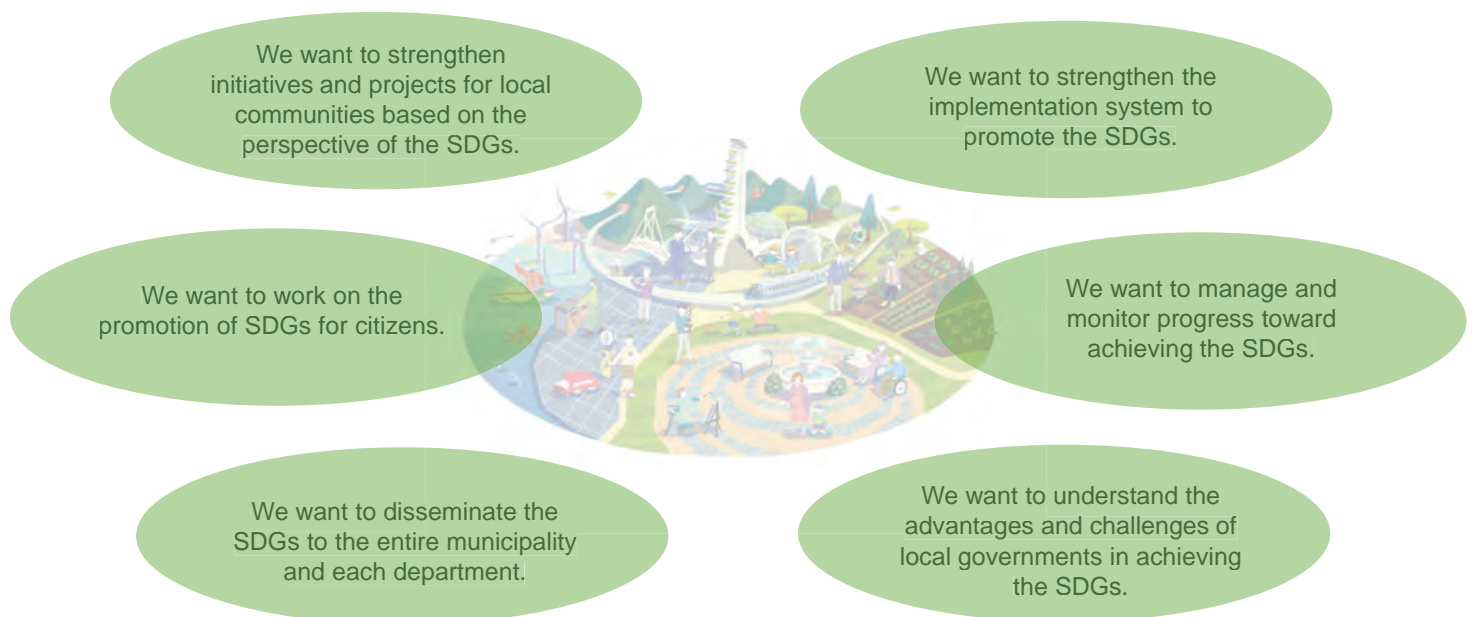 We want to strengthen
initiatives and projects for local
communities based on the
perspective of the SDGs.
We want to strengthen the
implementation system to
promote the SDGs.
We want to work on the
promotion of SDGs for citizens.
We want to manage and
monitor progress toward
achieving the SDGs.
We want to disseminate the
SDGs to the entire municipality
and each department.
We want to understand the
advantages and challenges of
local governments in achieving
the SDGs.